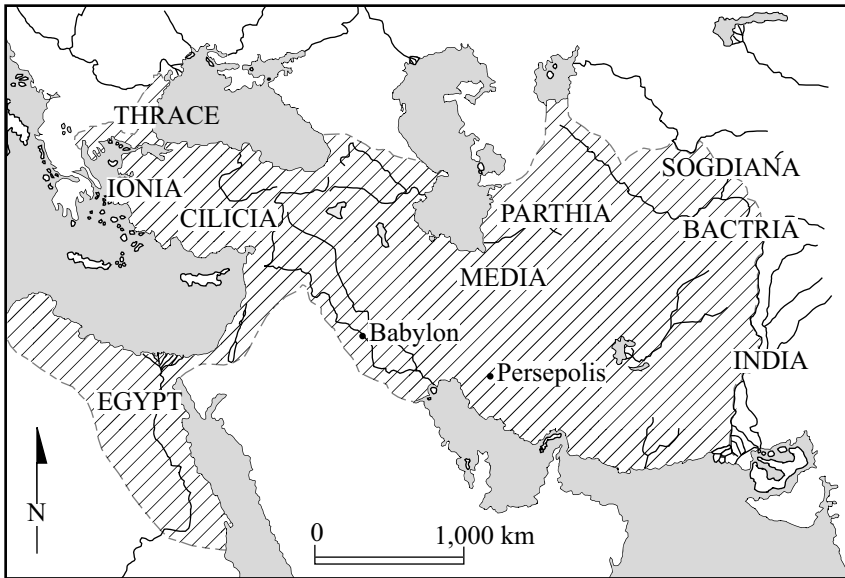 THRACE
IONIA
CILICIA
SOGDIANA
PARTHIA
BACTRIA
MEDIA
Babylon
INDIA
Persepolis
EGYPT
N
0
1,000 km